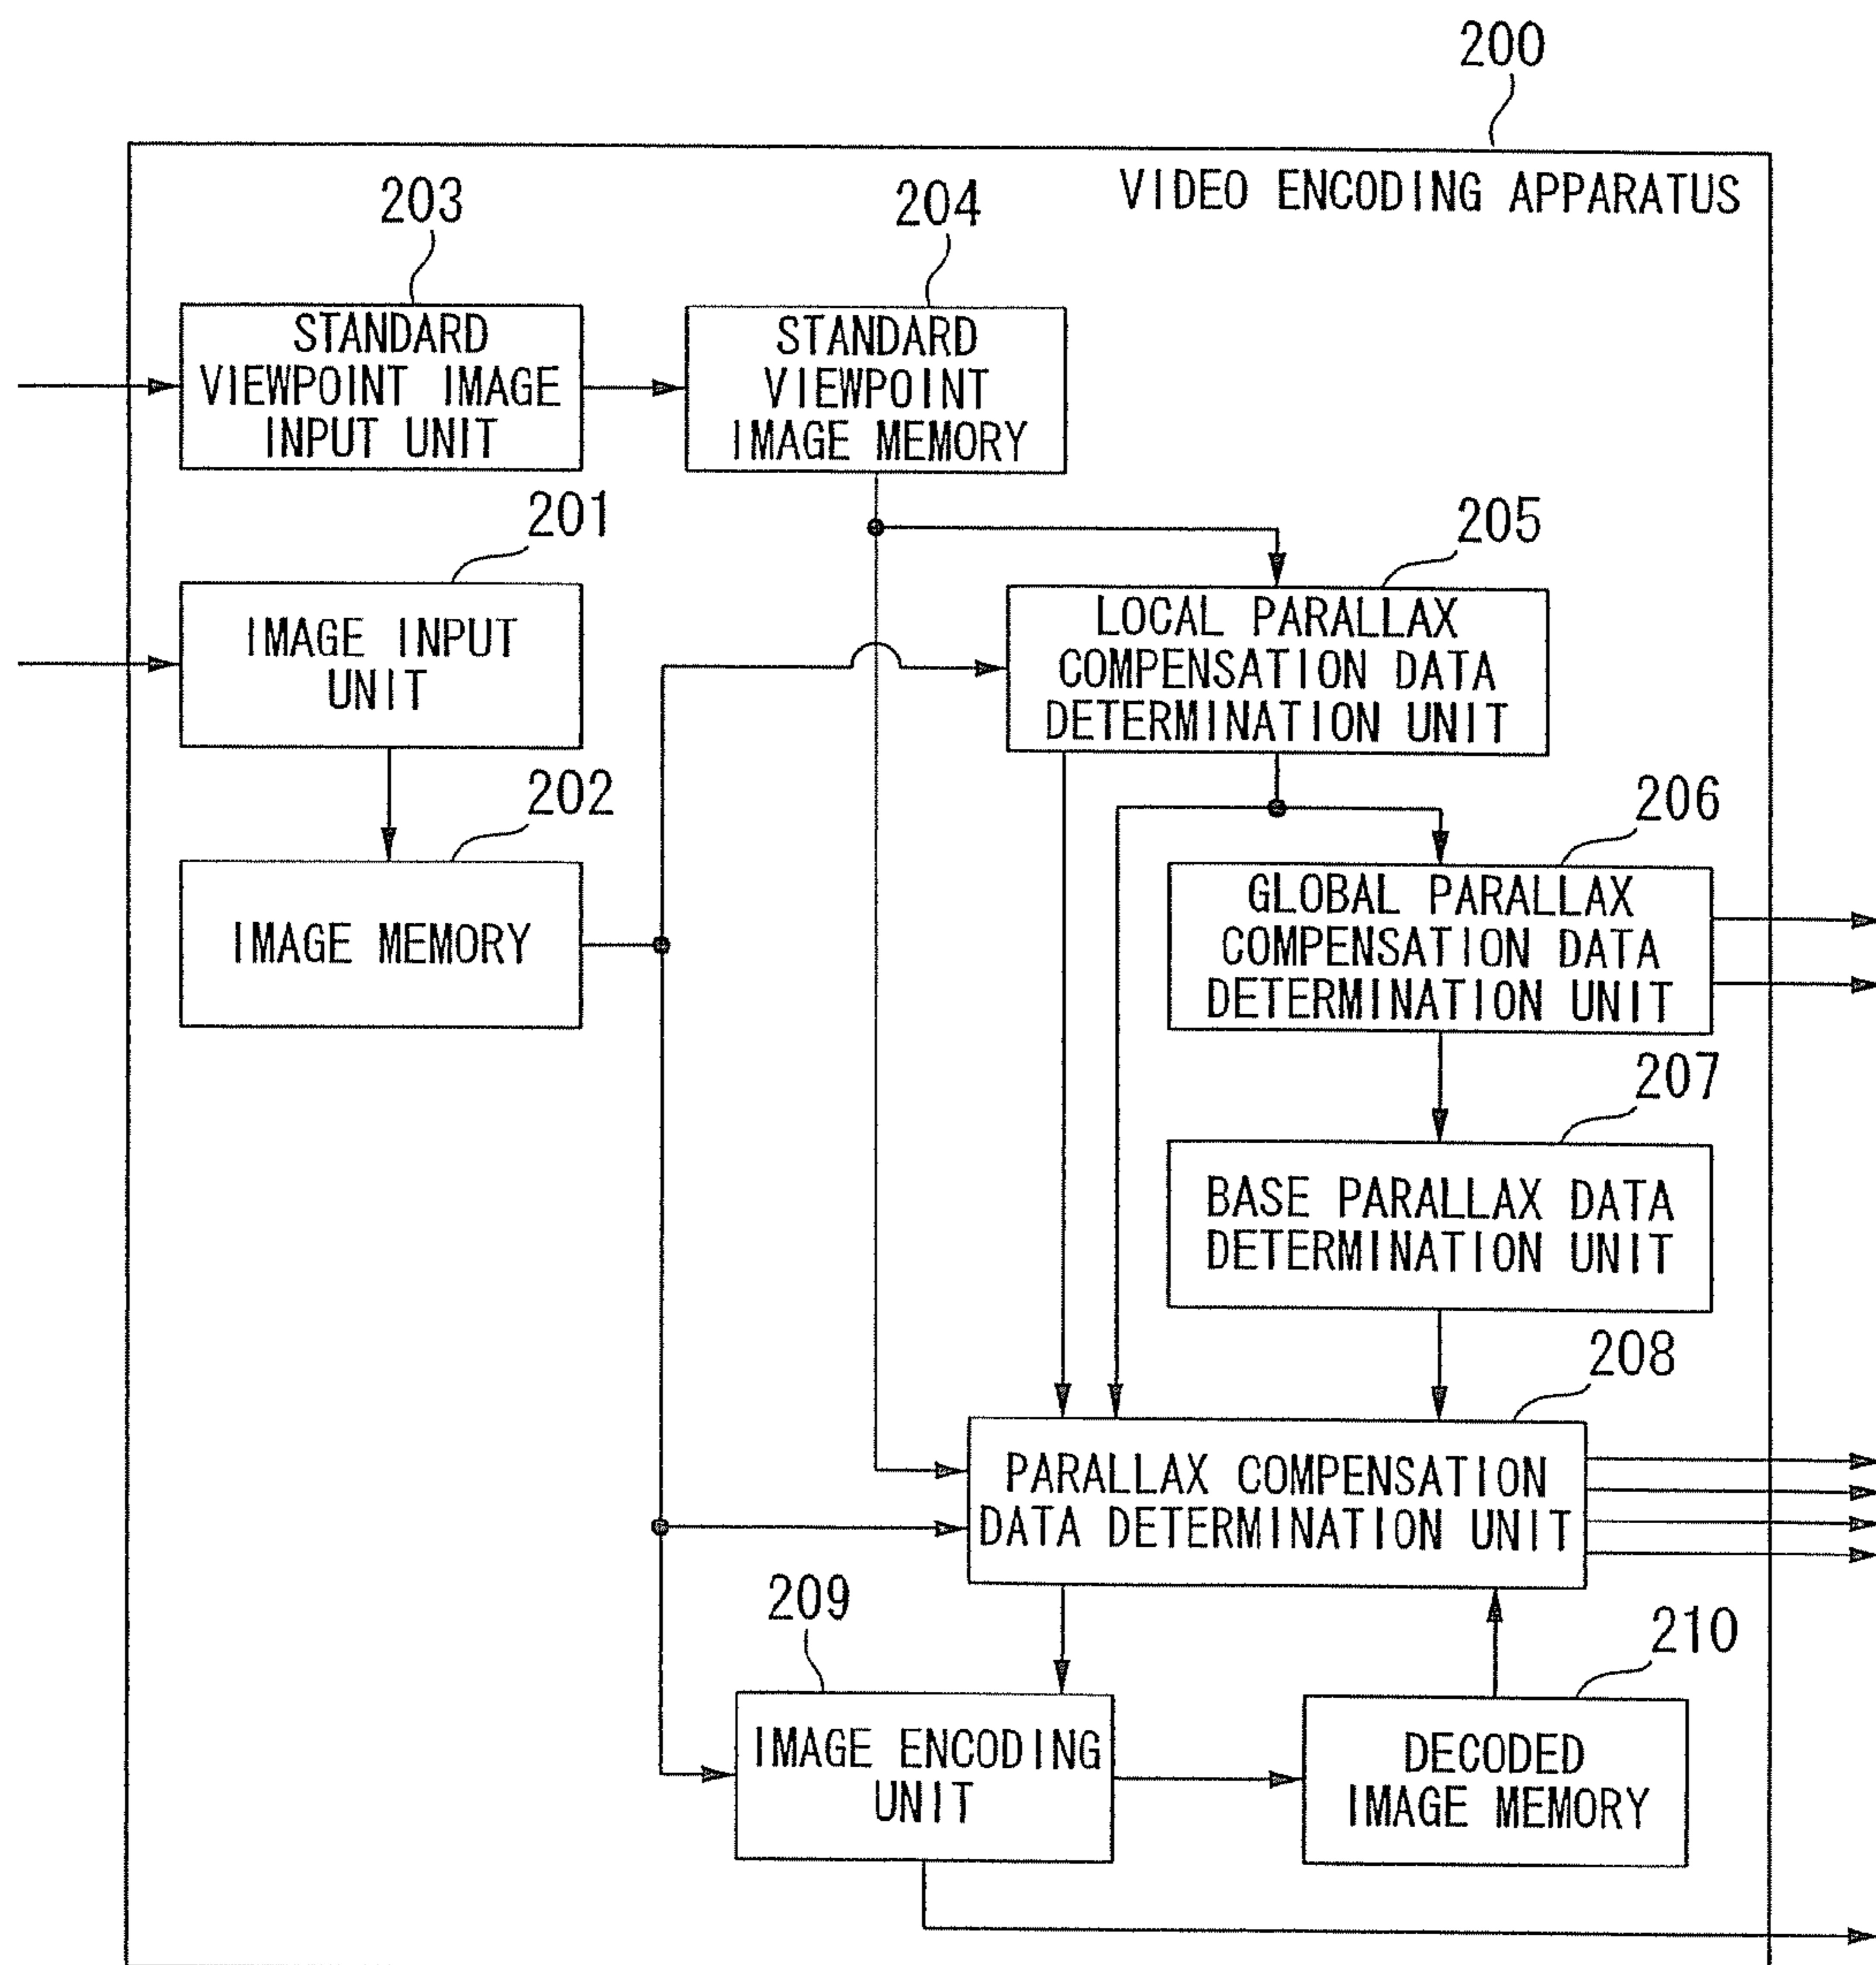 200
VIDEO ENCODING APPARATUS
203
STANDARD
VIEWPOINT IMAGE
INPUT UNIT
204
STANDARD
VIEWPOINT
IMAGE MEMORY
201
IMAGE INPUT
UNIT
205
LOCAL PARALLAX
COMPENSATION DATA
DETERMINATION UNIT
202
IMAGE MEMORY
206
GLOBAL PARALLAX
COMPENSATION DATA
DETERMINATION UNIT
207
BASE PARALLAX DATA
DETERMINATION UNIT
208
PARALLAX COMPENSATION
DATA DETERMINATION UNIT
209
IMAGE ENCODING
UNIT
210
DECODED
IMAGE MEMORY